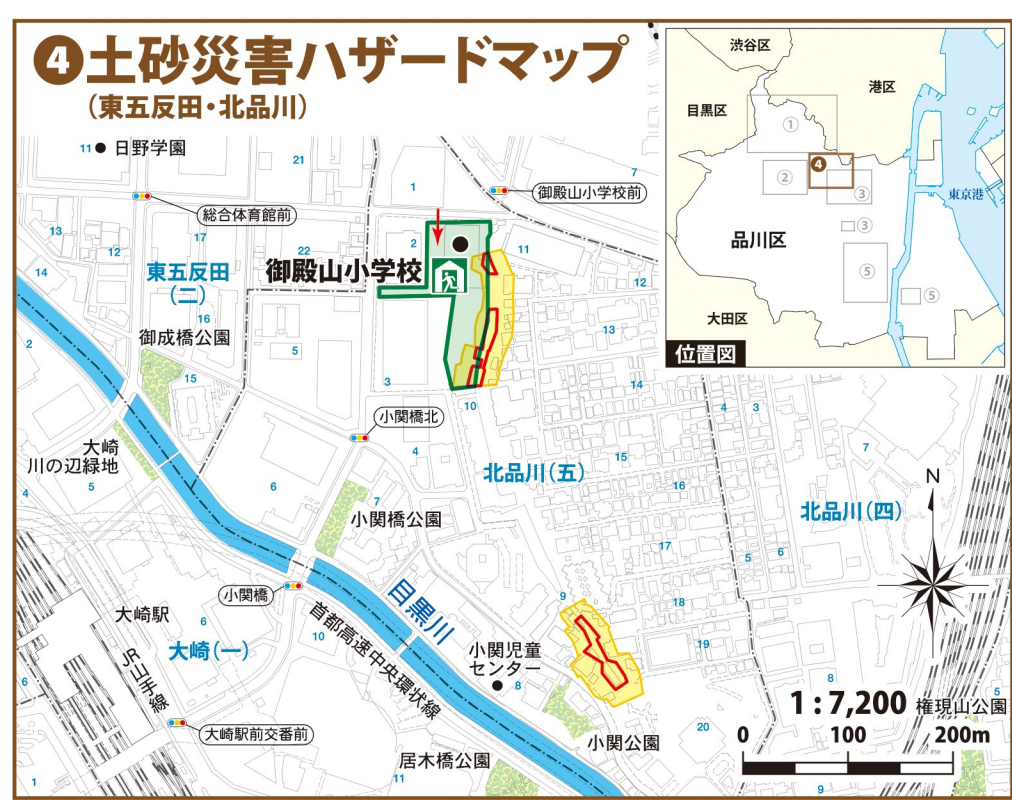 ❹土砂災害ハザードマップ
(東五反田・北品川)
渋谷区
港区
目黒区
①
❹
②
③
東京港
③
品川区
⑤
⑤
大田区
位置図
11
日野学園
21
1
7
御殿山小学校前
総合体育館前
13
12
17
22
2
11
14
東五反田
(二)
御殿山小学校
12
16
御成橋公園
2
5
13
15
3
14
10
4
3
小関橋北
大崎
川の辺緑地
4
7
15
北品川(五)
4
5
6
7
16
北品川(四)
N
小関橋公園
17
5
6
小関橋
目黒川
9
18
大崎駅
6
大崎(一)
10
首都高速中央環状線
小関児童
センター
8
19
JR山手線
6
8
1:7,200
権現山公園
5
大崎駅前交番前
小関公園
20
0
100
200m
居木橋公園
11
1
9